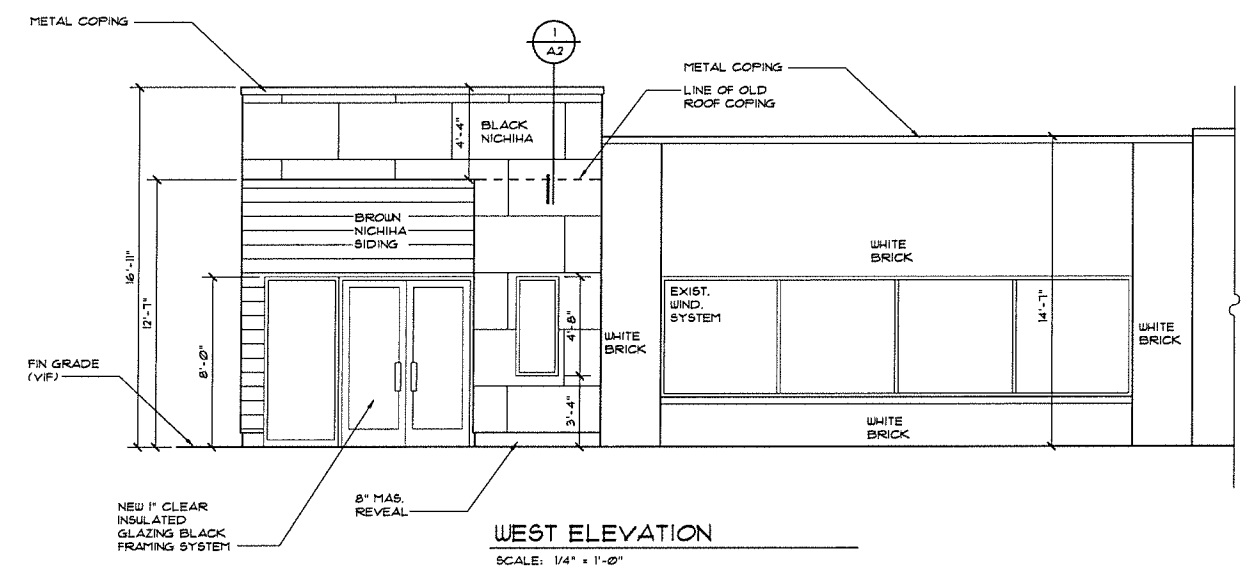 METAL COPING
1
A.2
METAL COPING
LINE OF OLD
ROOF COPING
4'-4"
BLACK
NICHIHA
BROWN
NICHIHA
SIDING
WHITE
BRICK
16'-11"
12'-7"
8'-0"
EXIST.
WIND.
SYSTEM
4'-8"
14'-7"
WHITE
BRICK
WHITE
BRICK
FIN GRADE
(VIF)
3'-4"
WHITE
BRICK
NEW 1" CLEAR
INSULATED
GLAZING BLACK
FRAMING SYSTEM
8" MAS.
REVEAL
WEST ELEVATION
SCALE: 1/4" = 1'-0"